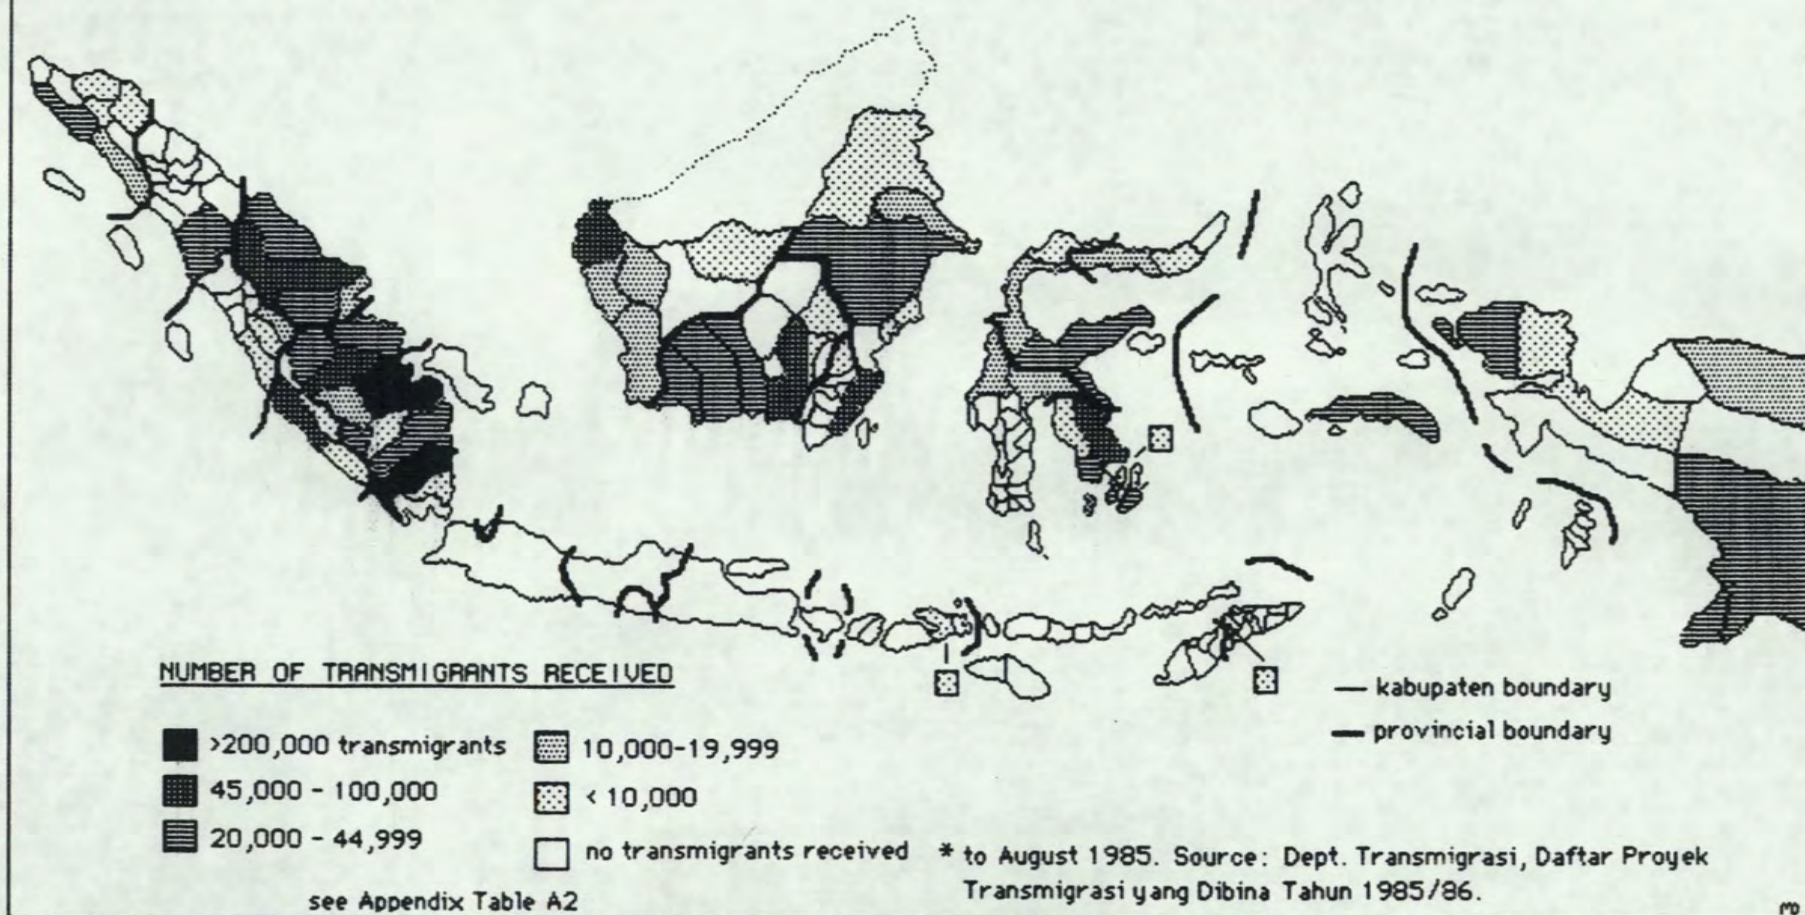 NUMBER OF TRANSMIGRANTS RECEIVED
>200,000 transmigrants
45,000 - 100,000
20,000 - 44,999
10,000-19,999
< 10,000
no transmigrants received
see Appendix Table A2
kabupaten boundary
provincial boundary
* to August 1985. Source: Dept. Transmigrasi, Daftar Proyek
Transmigrasi yang Dibina Tahun 1985/86.